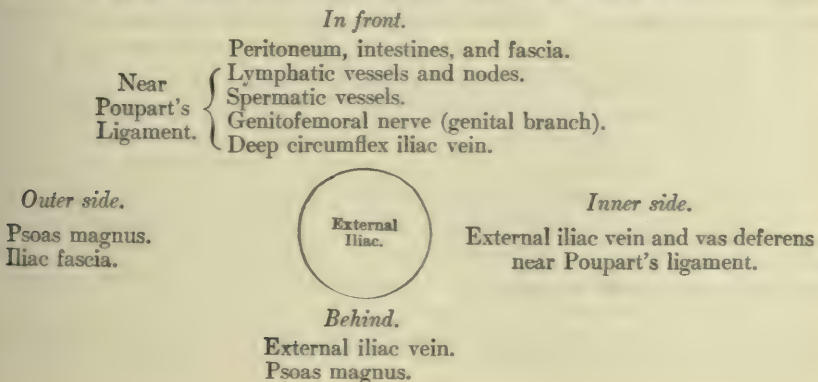 In front.
Peritoneum, intestines, and fascia.
Near
Poupart's
Ligament.
Lymphatic vessels and nodes.
Spermatic vessels.
Genitofemoral nerve (genital branch).
Deep circumflex iliac vein.
Outer side.
Psoas magnus.
Iliac fascia.
External
Iliac.
Inner side.
External iliac vein and vas deferens
near Poupart's ligament.
Behind.
External iliac vein.
Psoas magnus.